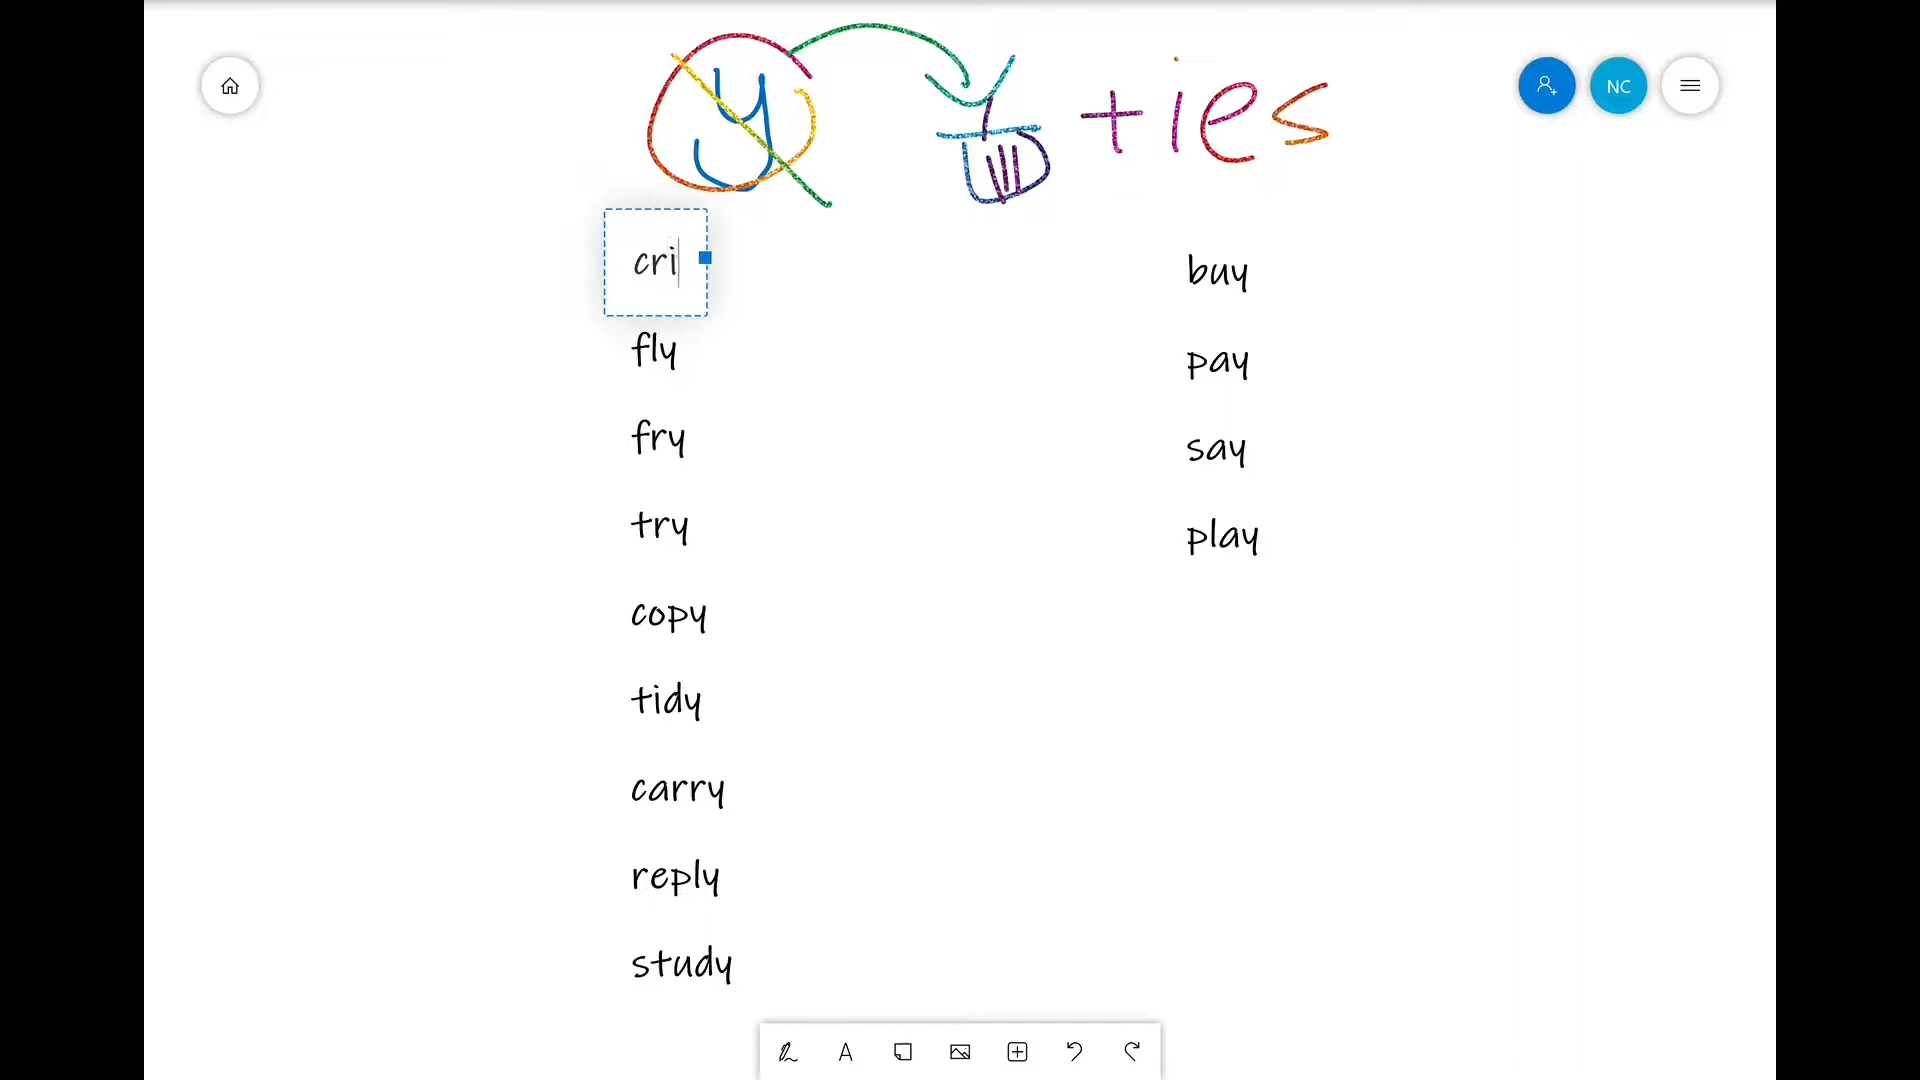 y Y + ies
NC
cri
fly
fry
try
copy
tidy
carry
reply
study
buy
pay
say
play